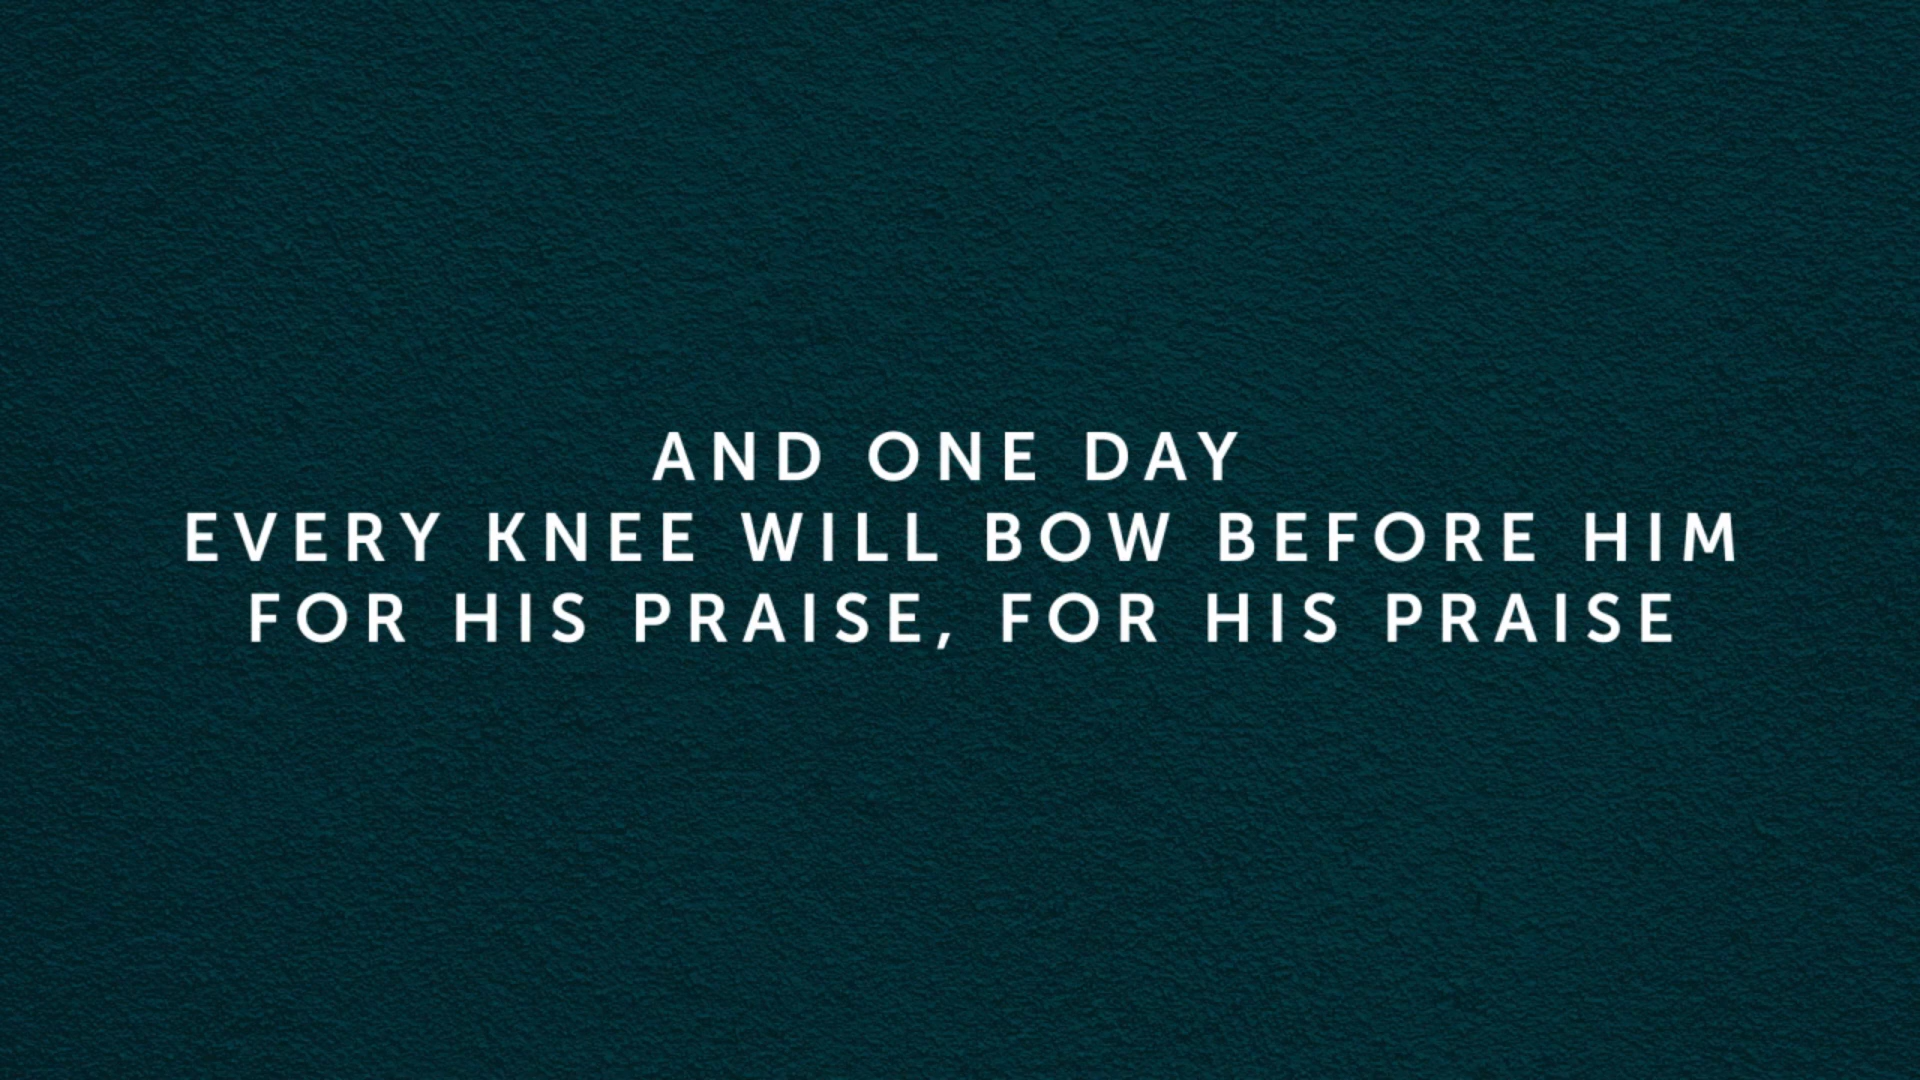 AND ONE DAY
EVERY KNEE WILL BOW BEFORE HIM
FOR HIS PRAISE, FOR HIS PRAISE